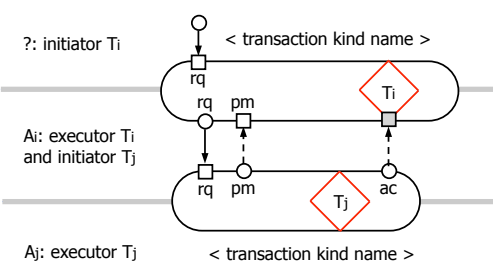 ?: initiator Ti
< transaction kind name >
rq
Ti
rq pm
Ai: executor Ti
and initiator Tj
rq pm
ac
Tj
Aj: executor Tj
< transaction kind name >